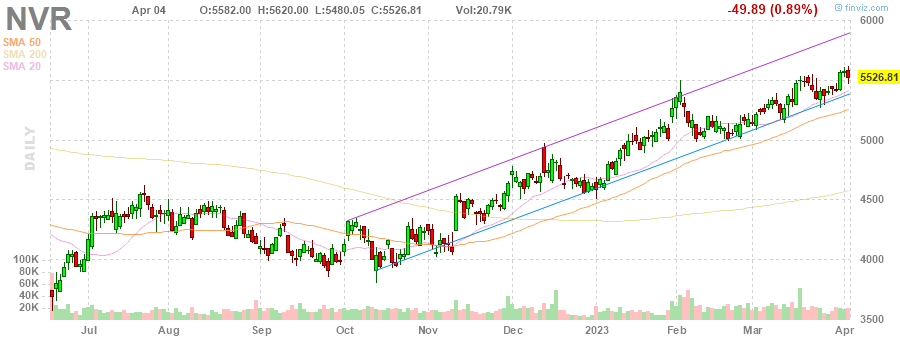 NVR Apr 04 O:5582.00 H:5620.00 L:5480.05 C:5526.81 Vol:20.79K -49.89 (0.89%) © finviz.com
SMA 50
SMA 200
SMA 20
DAILY
6000
5526.81
5000
4500
4000
3500
100K
80K
60K
40K
20K
Jul Aug Sep Oct Nov Dec 2023 Feb Mar Apr